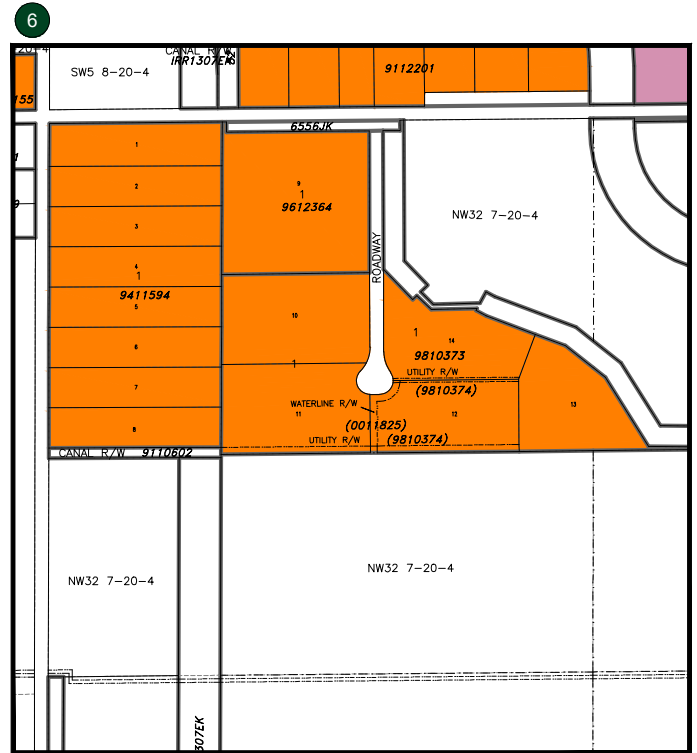 6
20-4
CANAL R/W
IRR1307EK
SW5 8-20-4
9112201
155
6556JK
1
2
3
4
1
9411594
5
6
7
8
9
1
9612364
ROADWAY
NW32 7-20-4
10
1
11
1
14
9810373
UTILITY R/W
(9810374)
WATERLINE R/W
(0011825)
12
13
UTILITY R/W
(9810374)
CANAL R/W 9110602
NW32 7-20-4
NW32 7-20-4
307EK